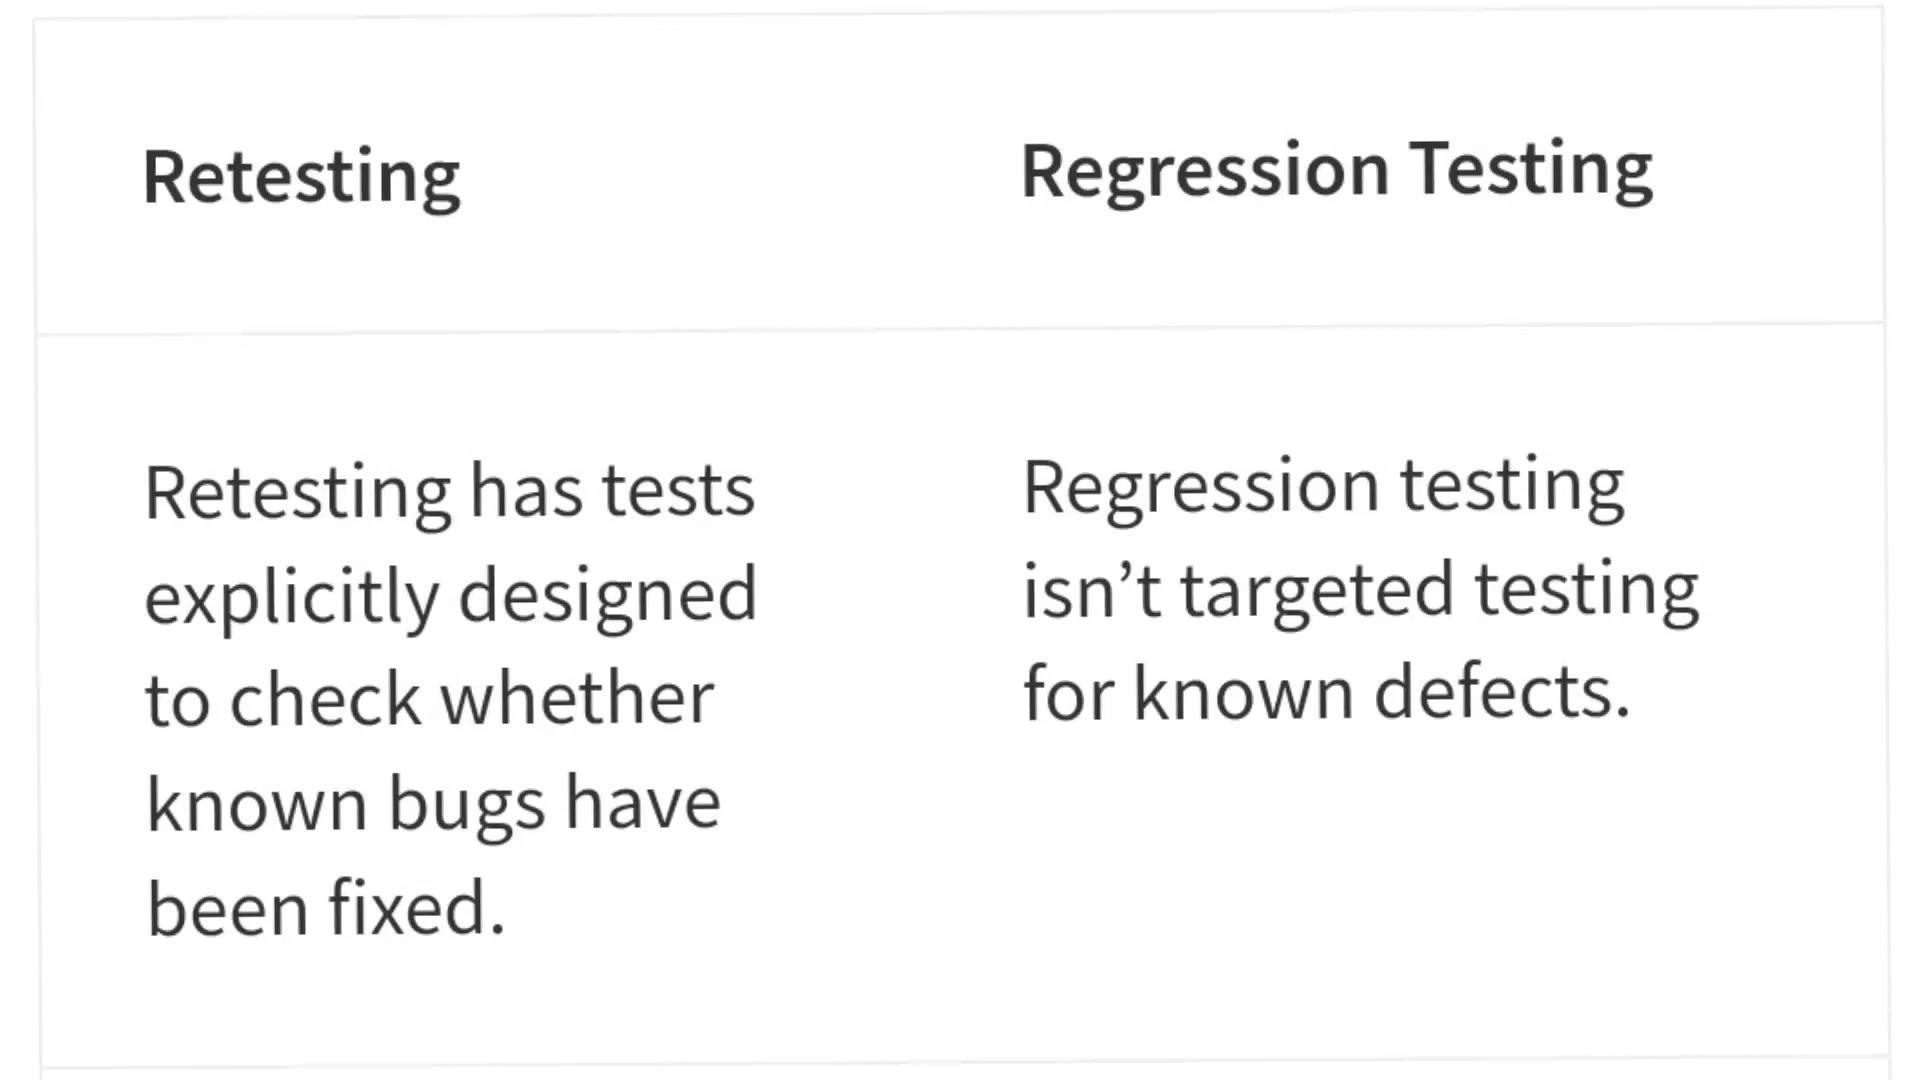 Retesting
Regression Testing
Retesting has tests
explicitly designed
to check whether
known bugs have
been fixed.
Regression testing
isn’t targeted testing
for known defects.